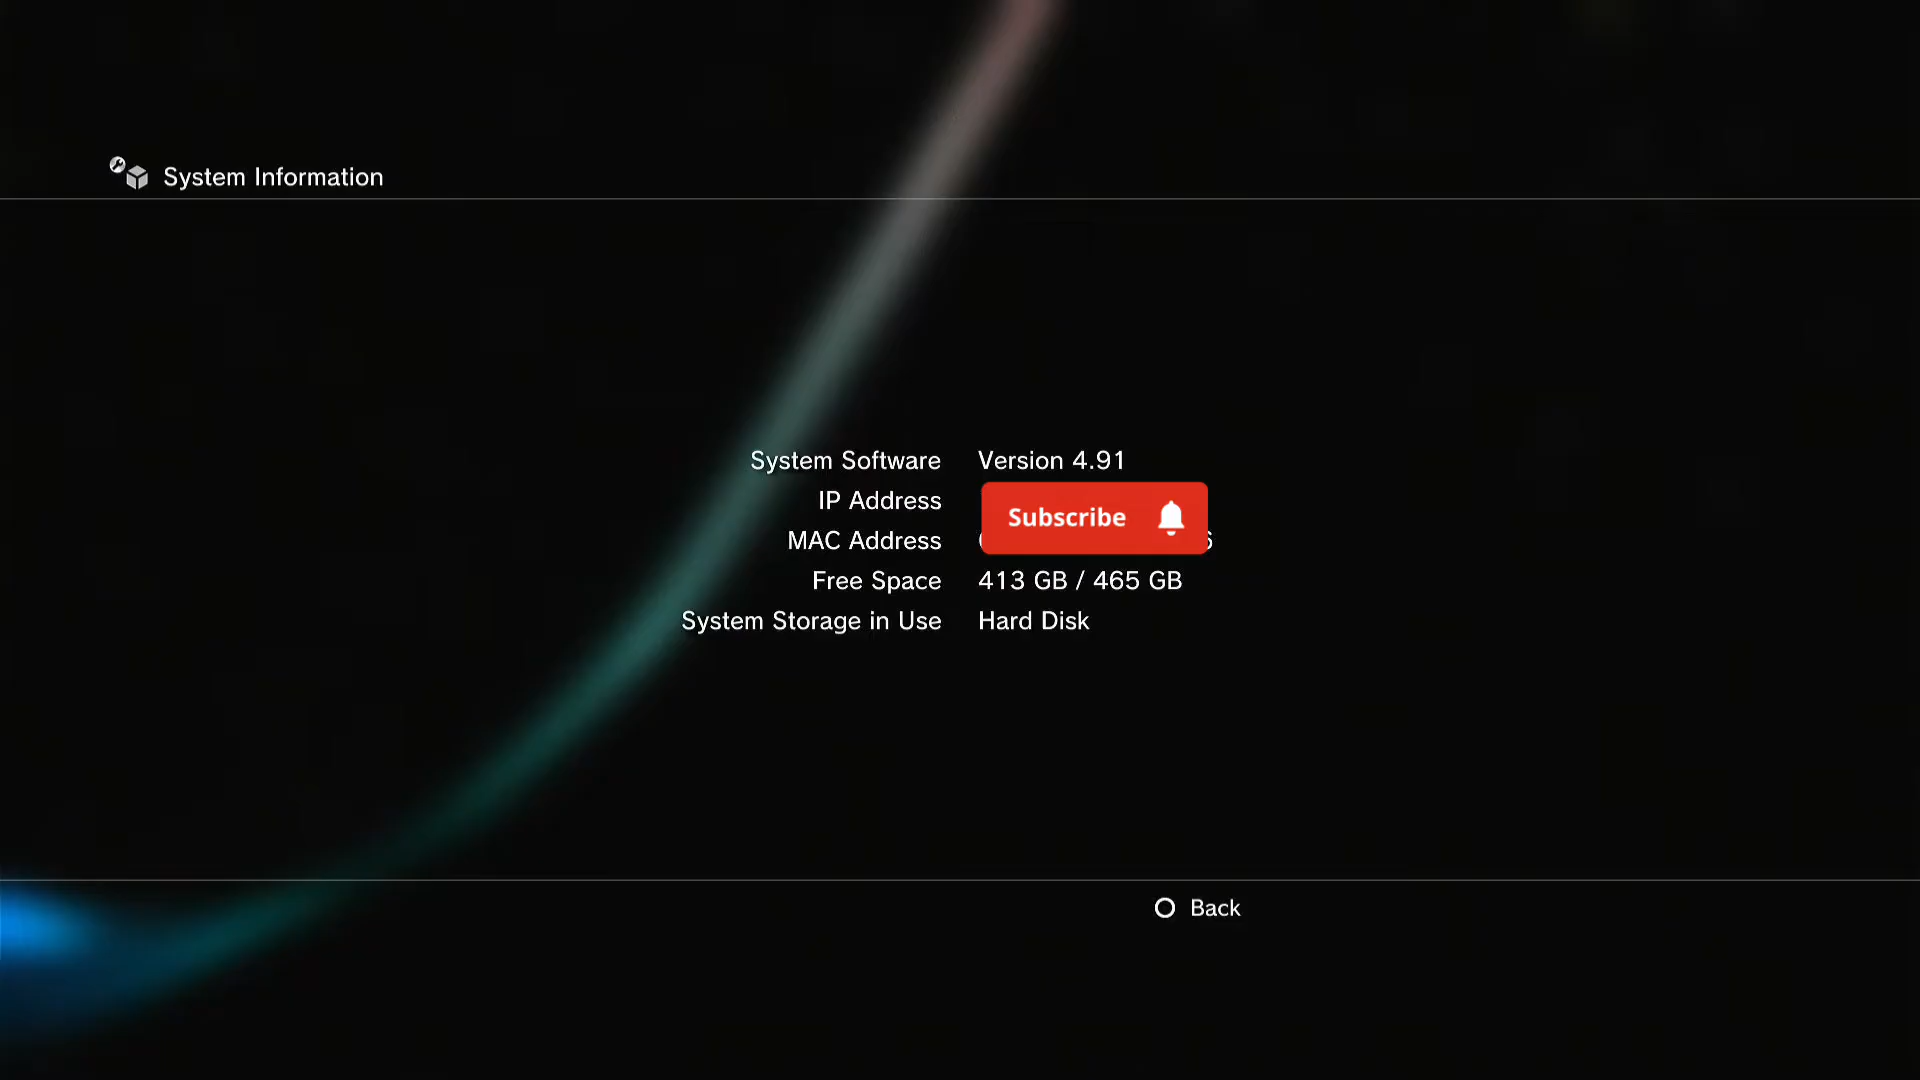 System Information
System Software Version 4.91
IP Address
Subscribe
MAC Address
Free Space 413 GB / 465 GB
System Storage in Use Hard Disk
Back